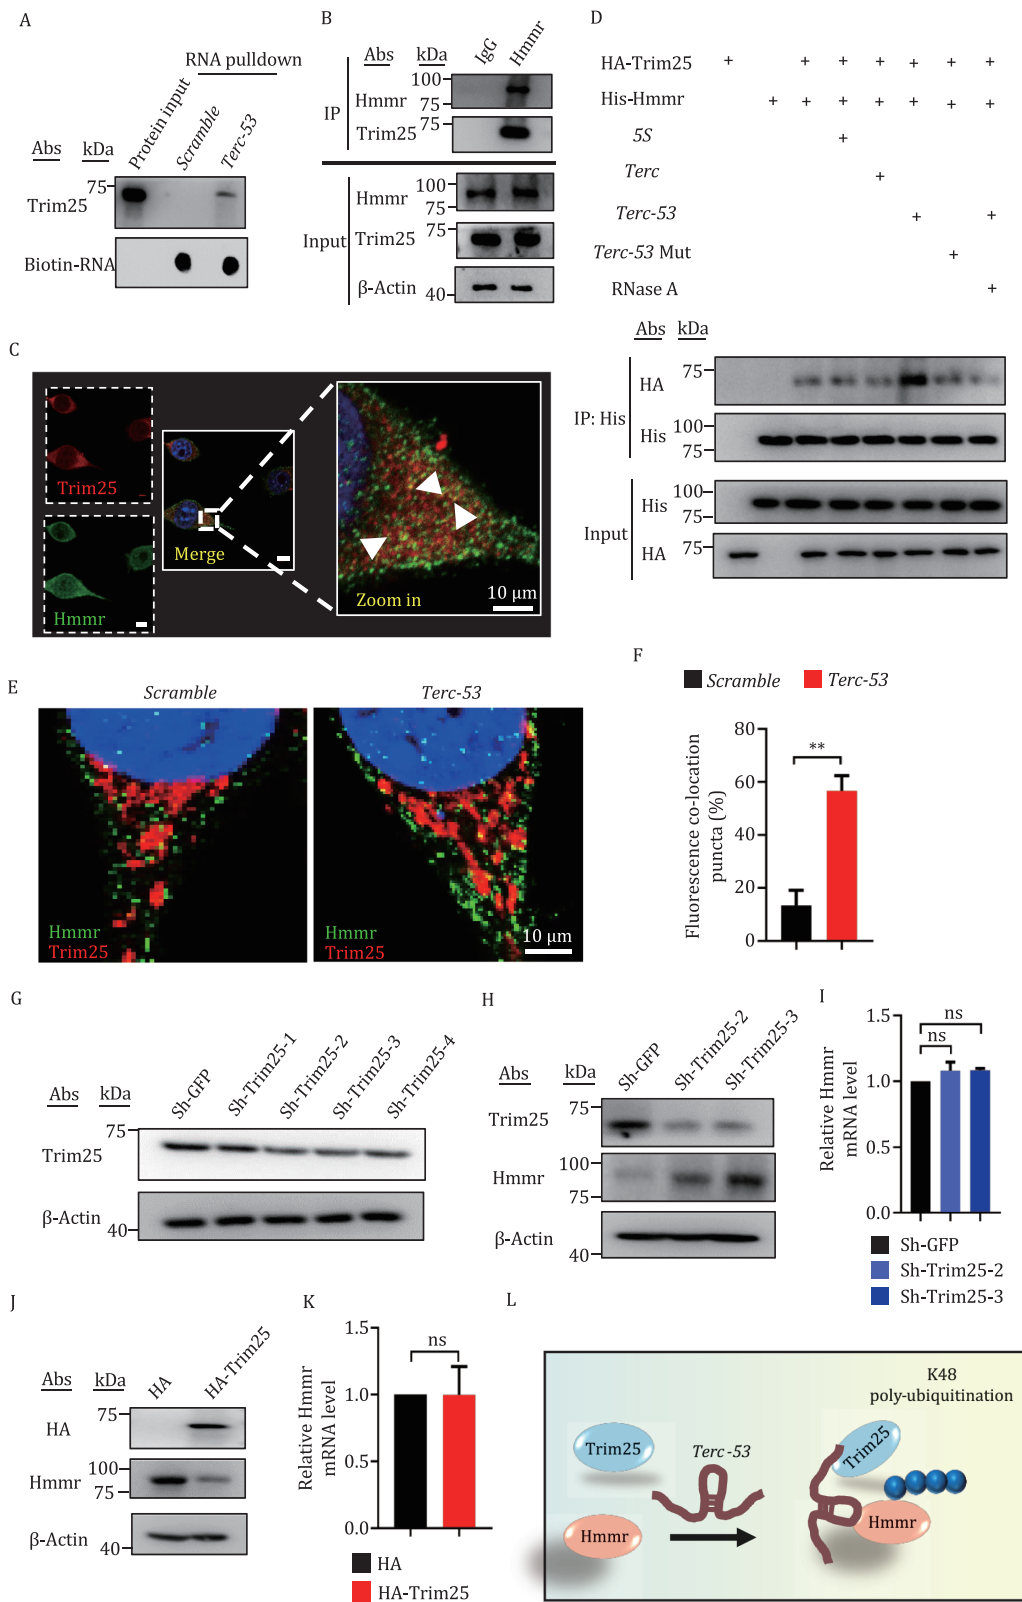 A
RNA pulldown
Protein input
Scramble
Terc-53
Abs
kDa
Trim25
75
Biotin-RNA
B
Abs
kDa
IgG
Hmmr
IP
Hmmr
100
75
Trim25
75
Input
Hmmr
100
75
Trim25
75
β-Actin
40
C
Trim25
Hmmr
Merge
Zoom in
10 μm
D
HA-Trim25 + + + + + + +
His-Hmmr + + + + + + +
5S +
Terc +
Terc-53 + +
Terc-53 Mut +
RNase A +
Abs
kDa
IP: His
HA
75
His
100
75
Input
His
100
75
HA
75
E
Scramble
Terc-53
Hmmr
Trim25
Hmmr
Trim25
10 μm
F
Scramble
Terc-53
Fluorescence co-location
puncta (%)
80
60
40
20
0
**
G
Abs
kDa
Sh-GFP
Sh-Trim25-1
Sh-Trim25-2
Sh-Trim25-3
Sh-Trim25-4
Trim25
75
β-Actin
40
H
Abs
kDa
Sh-GFP
Sh-Trim25-2
Sh-Trim25-3
Trim25
75
Hmmr
100
75
β-Actin
40
I
Relative Hmmr
mRNA level
1.5
1.0
0.5
0.0
ns
ns
Sh-GFP
Sh-Trim25-2
Sh-Trim25-3
J
Abs
kDa
HA
HA-Trim25
HA
75
Hmmr
100
75
β-Actin
40
K
Relative Hmmr
mRNA level
1.5
1.0
0.5
0.0
ns
HA
HA-Trim25
L
K48
poly-ubiquitination
Trim25
Terc-53
Hmmr
Trim25
Hmmr